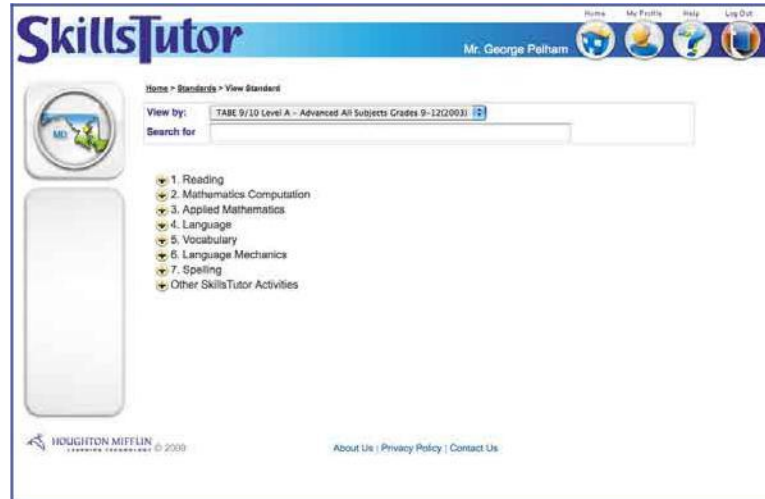 Home My Profile Help Log Out
SkillsTutor
Mr. George Pelham
Home > Standards > View Standard
View by: TABE 9/10 Level A - Advanced All Subjects Grades 9-12(2003)
Search for
MD
1. Reading
2. Mathematics Computation
3. Applied Mathematics
4. Language
5. Vocabulary
6. Language Mechanics
7. Spelling
Other SkillsTutor Activities
HOUGHTON MIFFLIN
LEARNING TECHNOLOGY © 2009
About Us | Privacy Policy | Contact Us